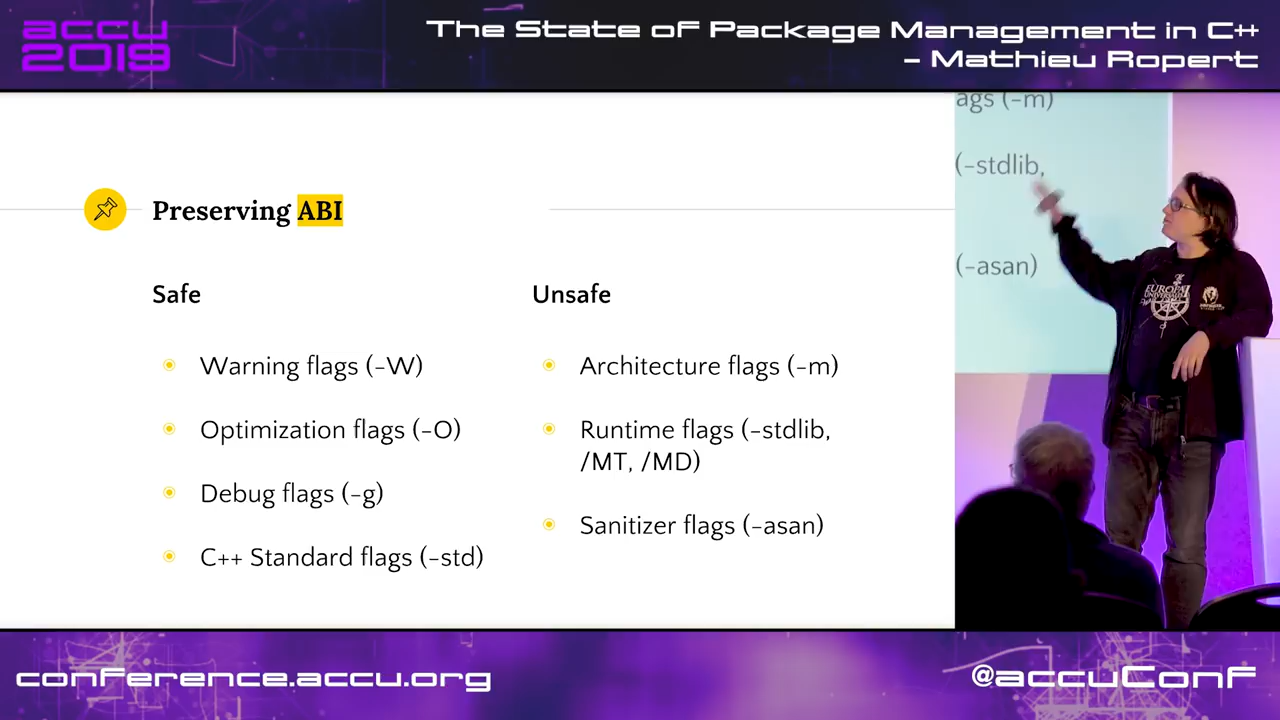 accu
2019
The State of Package Management in C++
– Mathieu Ropert
Preserving ABI
Safe
Warning flags (-W)
Optimization flags (-O)
Debug flags (-g)
C++ Standard flags (-std)
Unsafe
Architecture flags (-m)
Runtime flags (-stdlib,
/MT, /MD)
Sanitizer flags (-asan)
ags (-m)
(-stdlib,
(-asan)
EUROPA
UNIVERSALIS
conference.accu.org
@accuConf